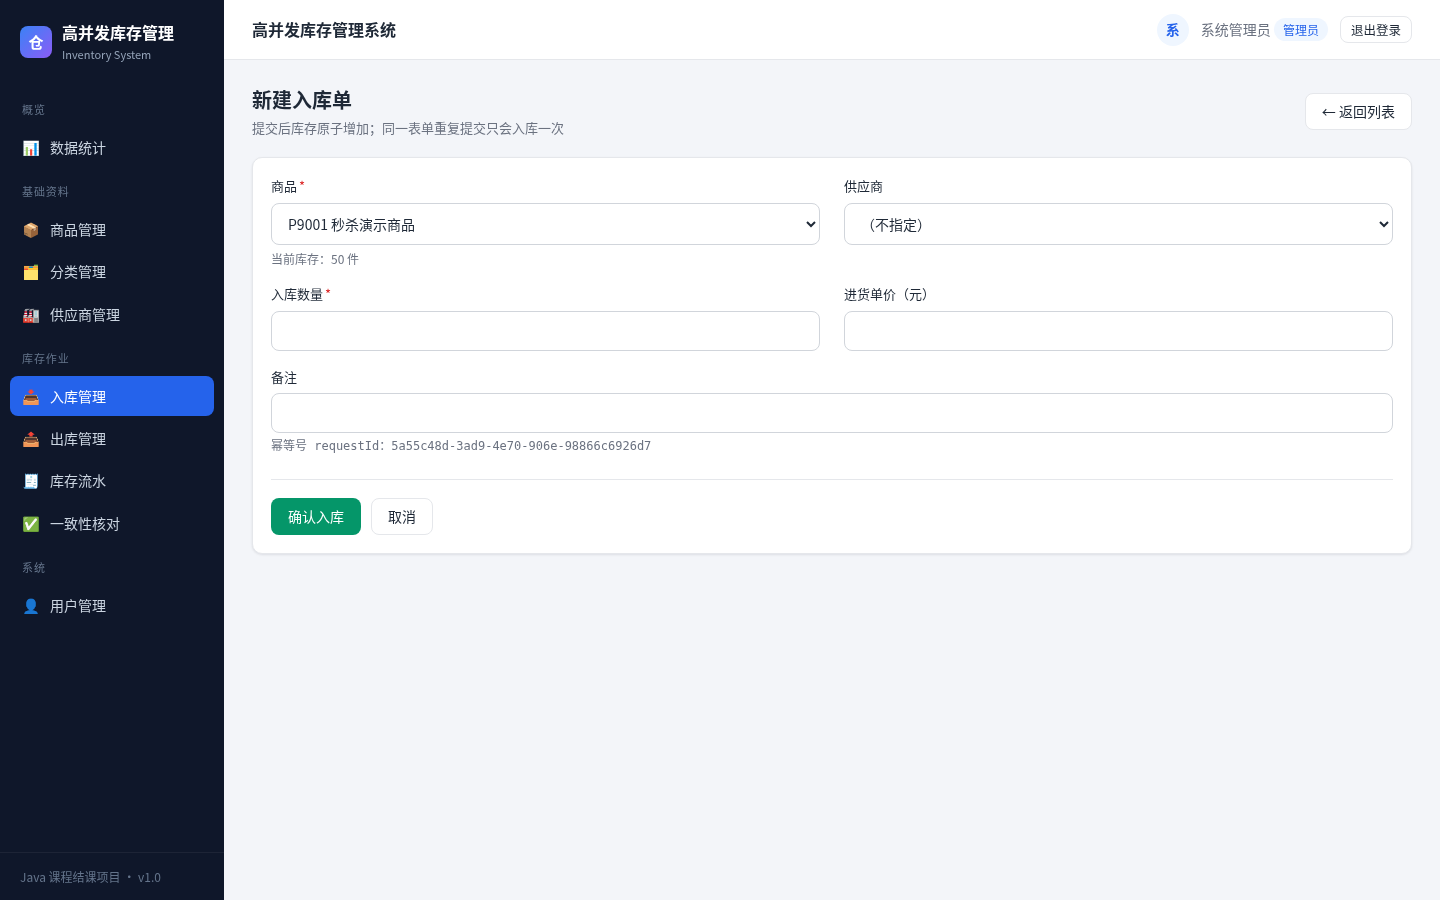 仓
高并发库存管理
Inventory System
概览
数据统计
基础资料
商品管理
分类管理
供应商管理
库存作业
入库管理
出库管理
库存流水
一致性核对
系统
用户管理
Java 课程结课项目 · v1.0
高并发库存管理系统
系
系统管理员
管理员
退出登录
新建入库单
提交后库存原子增加；同一表单重复提交只会入库一次
← 返回列表
商品 *
P9001 秒杀演示商品
当前库存：50 件
供应商
（不指定）
入库数量 *
进货单价（元）
备注
幂等号 requestId：5a55c48d-3ad9-4e70-906e-98866c6926d7
确认入库
取消